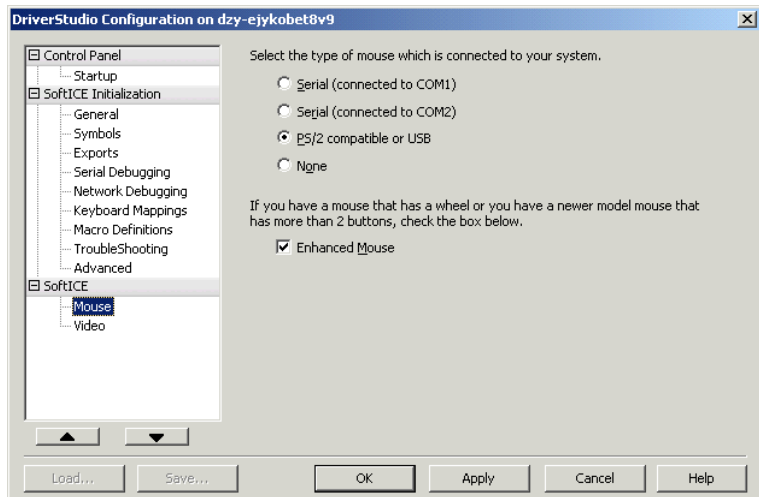 DriverStudio Configuration on dzy-ejykobet8v9
Control Panel
Startup
SoftICE Initialization
General
Symbols
Exports
Serial Debugging
Network Debugging
Keyboard Mappings
Macro Definitions
TroubleShooting
Advanced
SoftICE
Mouse
Video
Select the type of mouse which is connected to your system.
Serial (connected to COM1)
Serial (connected to COM2)
PS/2 compatible or USB
None
If you have a mouse that has a wheel or you have a newer model mouse that
has more than 2 buttons, check the box below.
Enhanced Mouse
Load...
Save...
OK
Apply
Cancel
Help